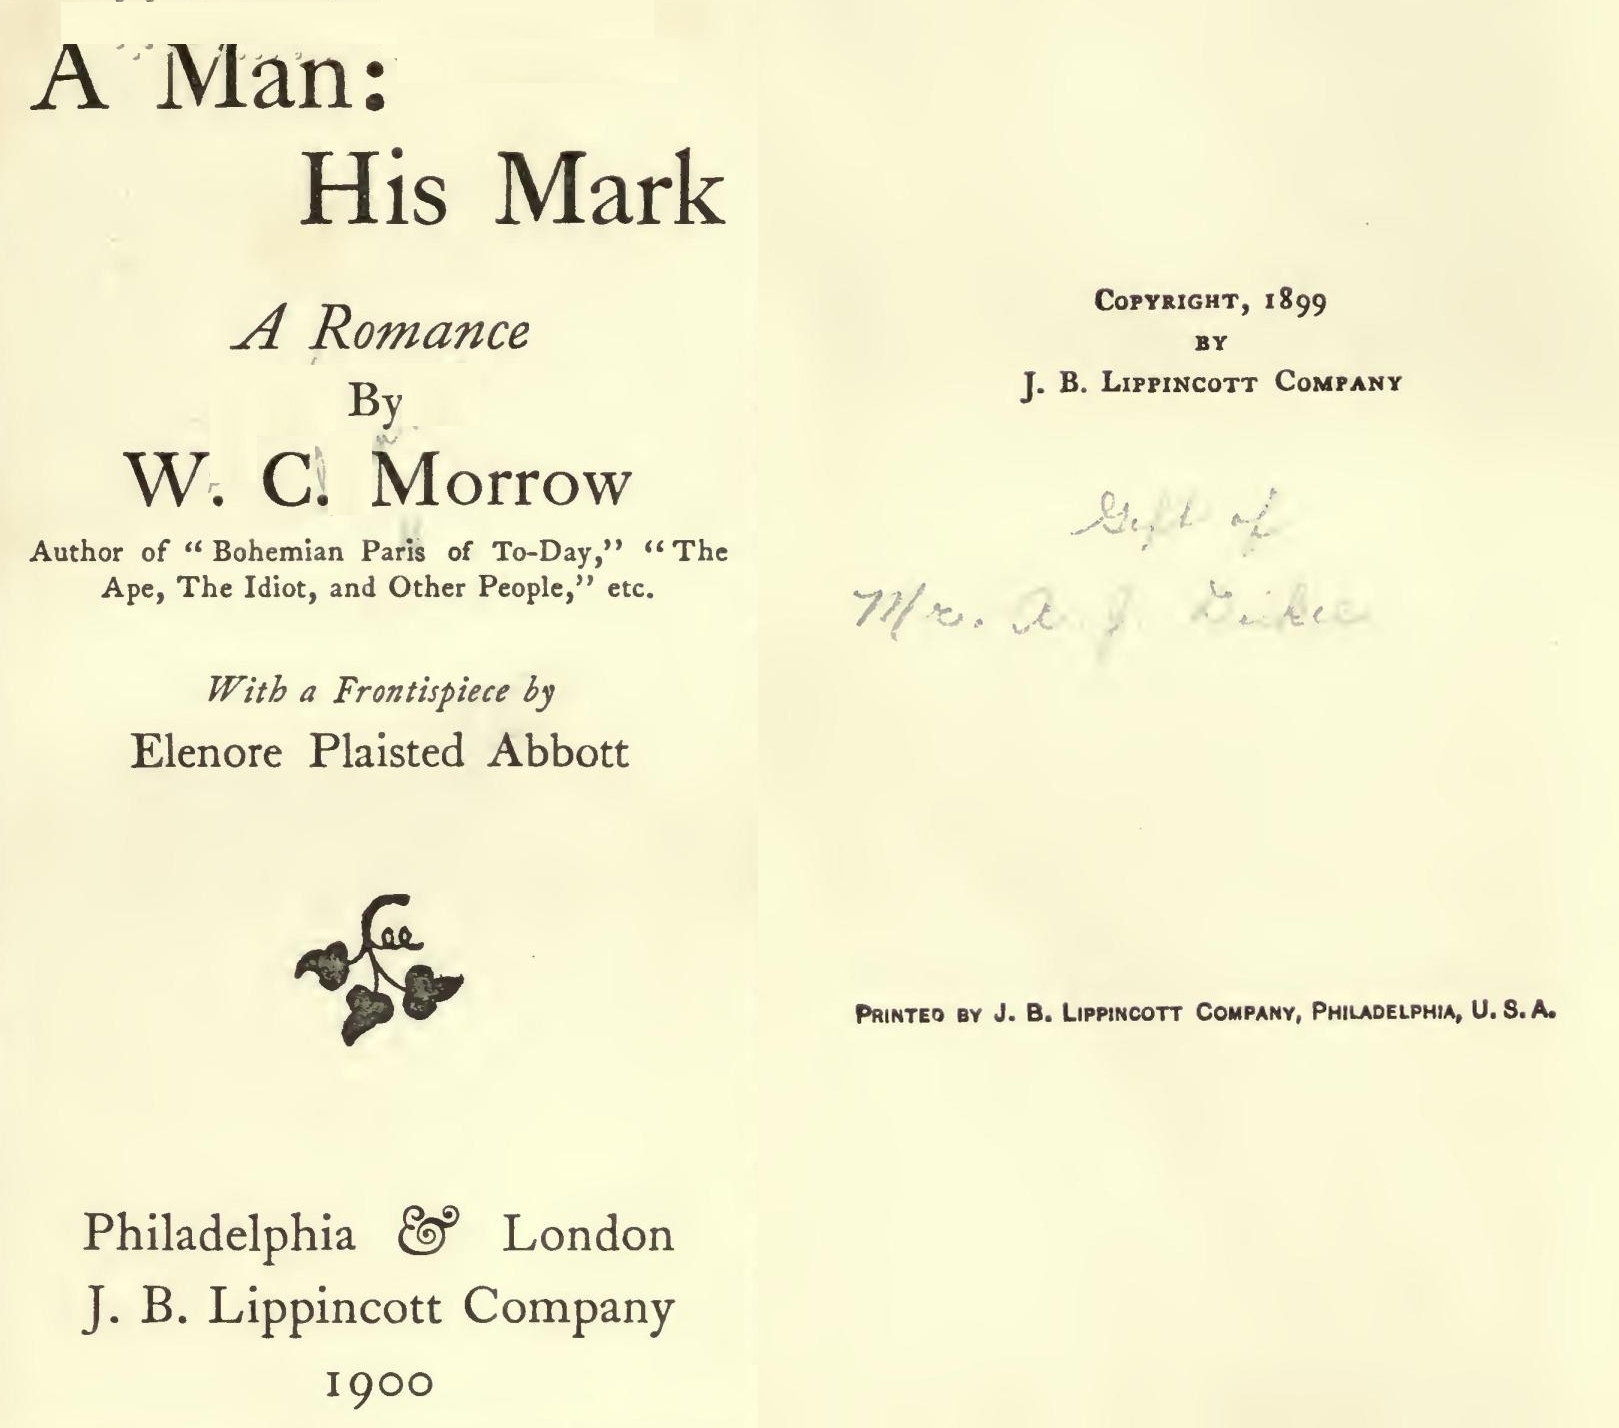 A Man:
His Mark
A Romance
By
W. C. Morrow
Author of “Bohemian Paris of To-Day,” “The
Ape, The Idiot, and Other People,” etc.
With a Frontispiece by
Elenore Plaisted Abbott
Philadelphia & London
J. B. Lippincott Company
1900
Copyright, 1899
by
J. B. Lippincott Company
Gift of
Mrs. A. J.
Printed by J. B. Lippincott Company, Philadelphia, U. S. A.